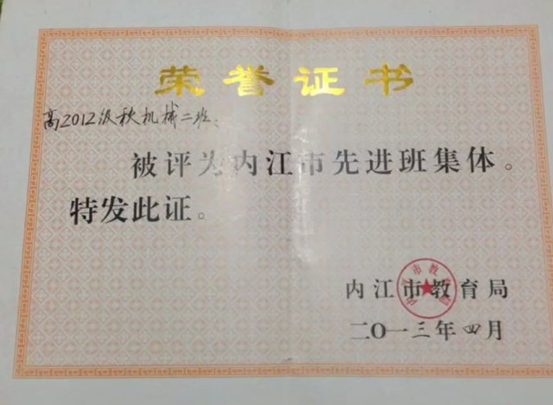 荣誉证书
高2012级秋机械二班：
被评为内江市先进班集体。
特发此证。
内江市教育局
二〇一三年四月